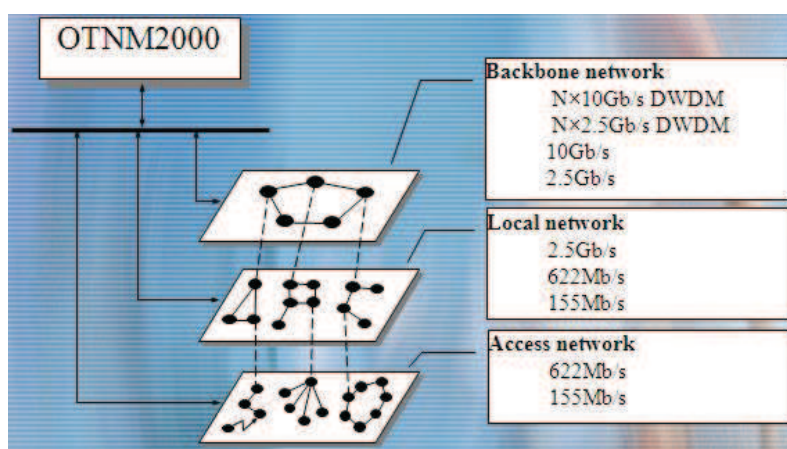 OTNM2000
Backbone network
N×10Gb/s DWDM
N×2.5Gb/s DWDM
10Gb/s
2.5Gb/s
Local network
2.5Gb/s
622Mb/s
155Mb/s
Access network
622Mb/s
155Mb/s